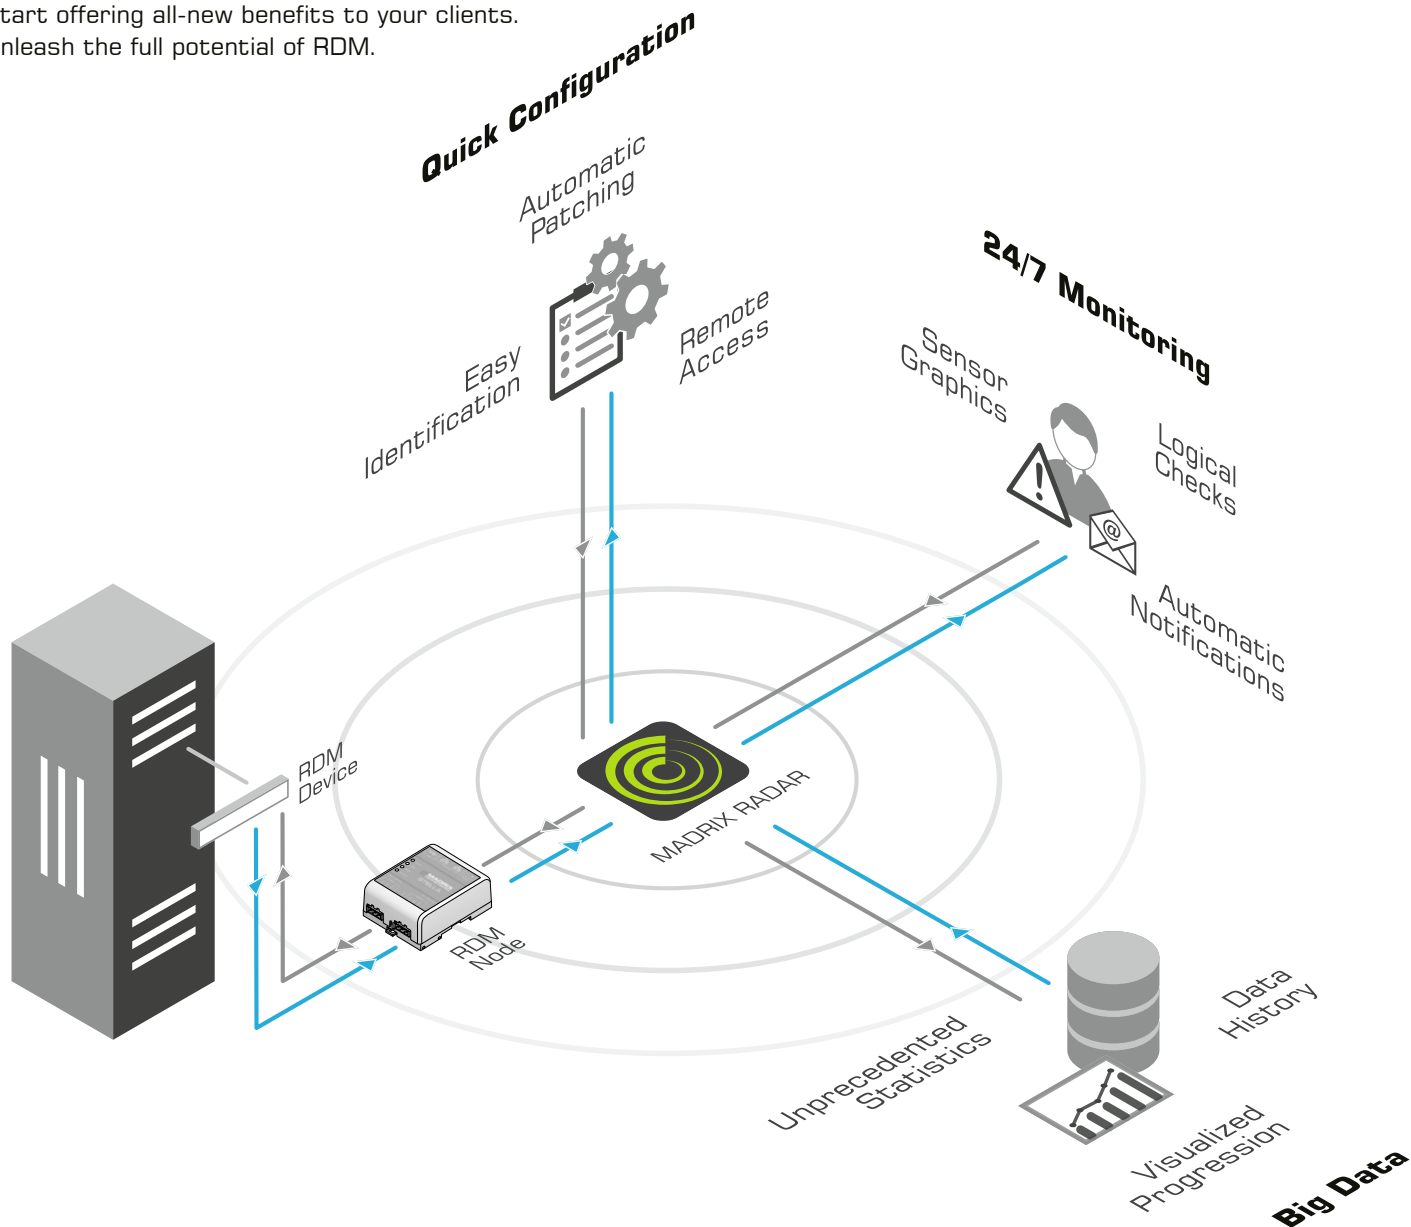 tart offering all-new benefits to your clients.
nleash the full potential of RDM.
Quick Configuration
Automatic
Patching
Easy
Identification
Remote
Access
24/7 Monitoring
Sensor
Graphics
Logical
Checks
Automatic
Notifications
RDM
Device
MADRIX RADAR
RDM
Node
Unprecedented
Statistics
Data
History
Visualized
Progression
Big Data